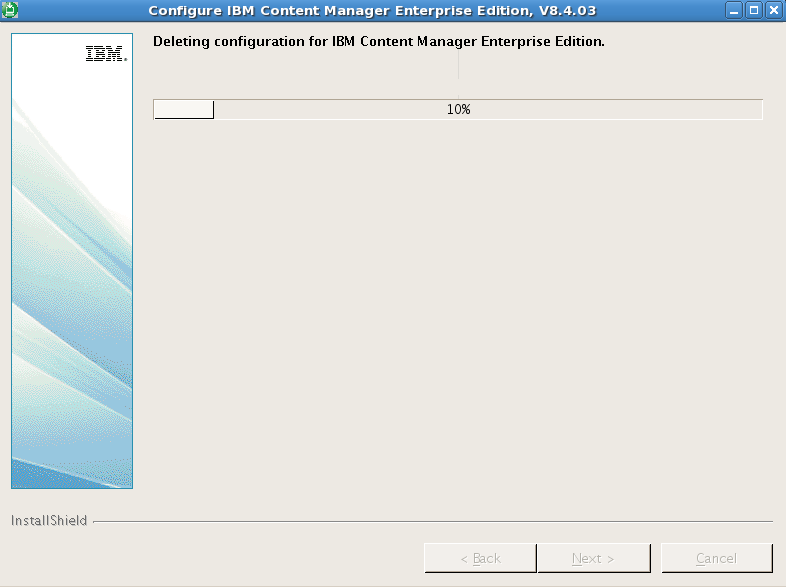 Configure IBM Content Manager Enterprise Edition, V8.4.03
IBM.
Deleting configuration for IBM Content Manager Enterprise Edition.
10%
InstallShield
< Back
Next >
Cancel